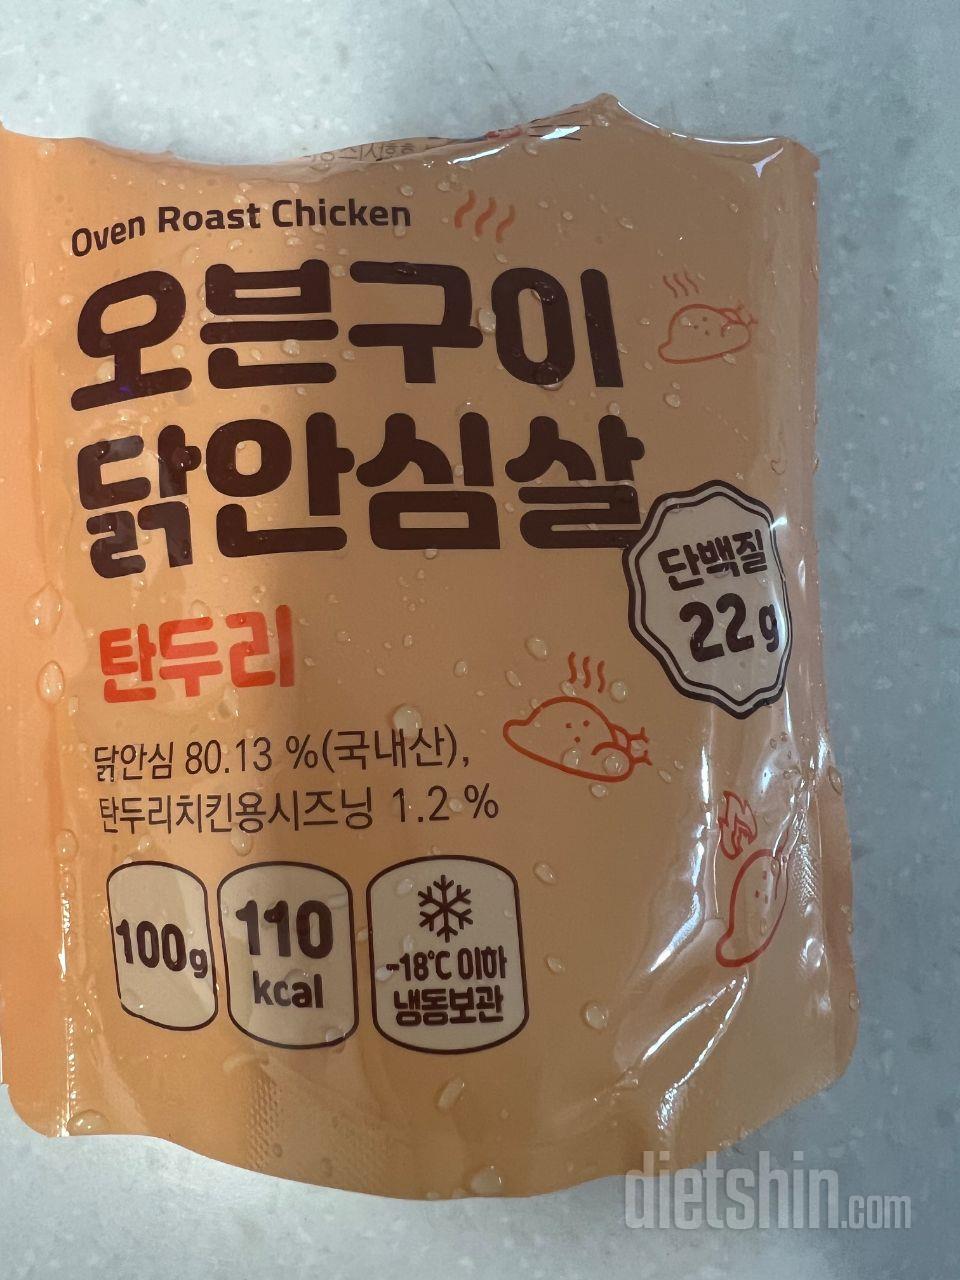 Oven Roast Chicken
오븐구이
닭안심살
단백질
22g
탄두리
닭안심 80.13 %(국내산),
탄두리치킨용시즈닝 1.2 %
100g
110
kcal
-18℃ 이하
냉동보관
dietshin.com